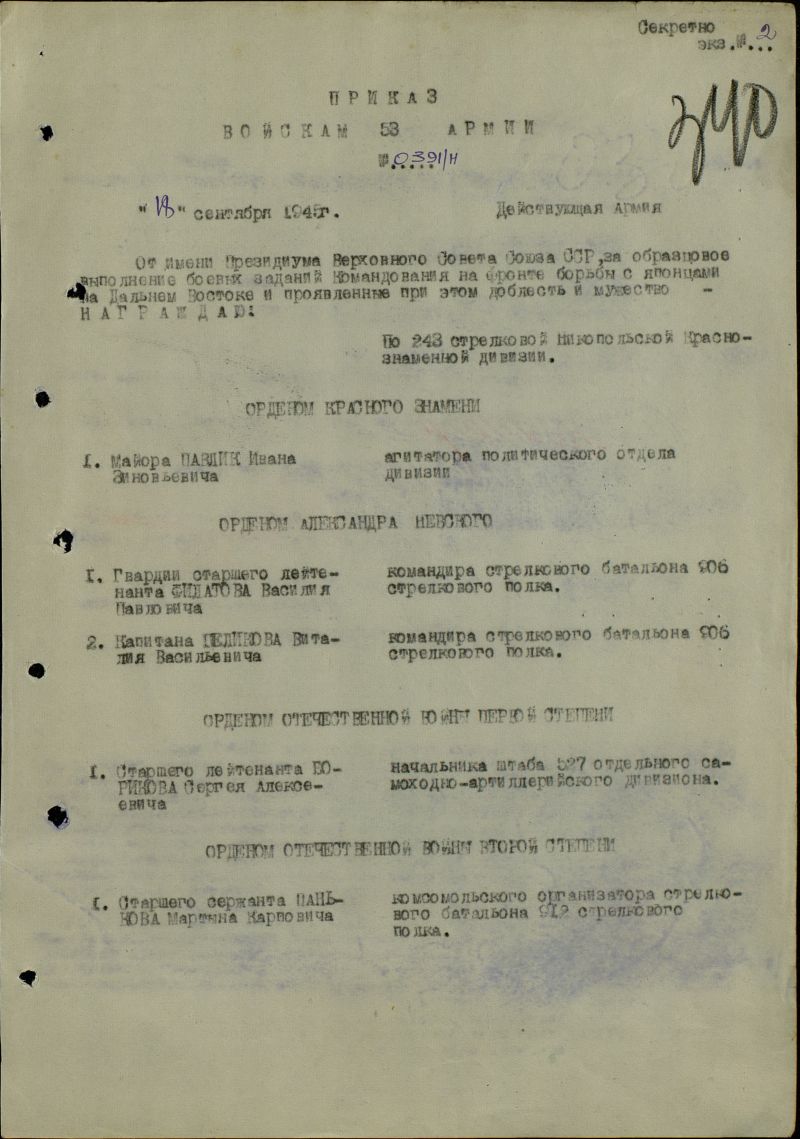 Секретно
экз.№... 2
340
ПРИКАЗ
ВОЙСКАМ 53 АРМИИ
№ 0391/н
"18" сентября 1945г. Действующая Армия
От имени Президиума Верховного Совета Союза ССР,за образцовое
выполнение боевых заданий Командования на фронте борьбы с японцами
на Дальнем Востоке и проявленные при этом доблесть и мужество -
НАГРАЖДАЮ:
По 243 стрелковой Никопольской Красно-
знаменной дивизии.
ОРДЕНОМ КРАСНОГО ЗНАМЕНИ
1. Майора ПАВЛИК Ивана агитатора политического отдела
Зиновьевича дивизии
ОРДЕНОМ АЛЕКСАНДРА НЕВСКОГО
1. Гвардии старшего лейте- командира стрелкового батальона 906
нанта ФИЛАТОВА Василия стрелкового полка.
Павловича
2. Капитана ПЕЛИКОВА Вита- командира стрелкового батальона 906
лия Васильевича стрелкового полка.
ОРДЕНОМ ОТЕЧЕСТВЕННОЙ ВОЙНЫ ПЕРВОЙ СТЕПЕНИ
1. Старшего лейтенанта БО- начальника штаба 527 отдельного са-
РИКОВА Сергея Алексе- моходно-артиллерийского дивизиона.
евича
ОРДЕНОМ ОТЕЧЕСТВЕННОЙ ВОЙНЫ ВТОРОЙ СТЕПЕНИ
1. Старшего сержанта ПАНЬ- комсомольского организатора стрелко-
КОВА Мартына Карповича вого батальона 912 стрелкового
полка.